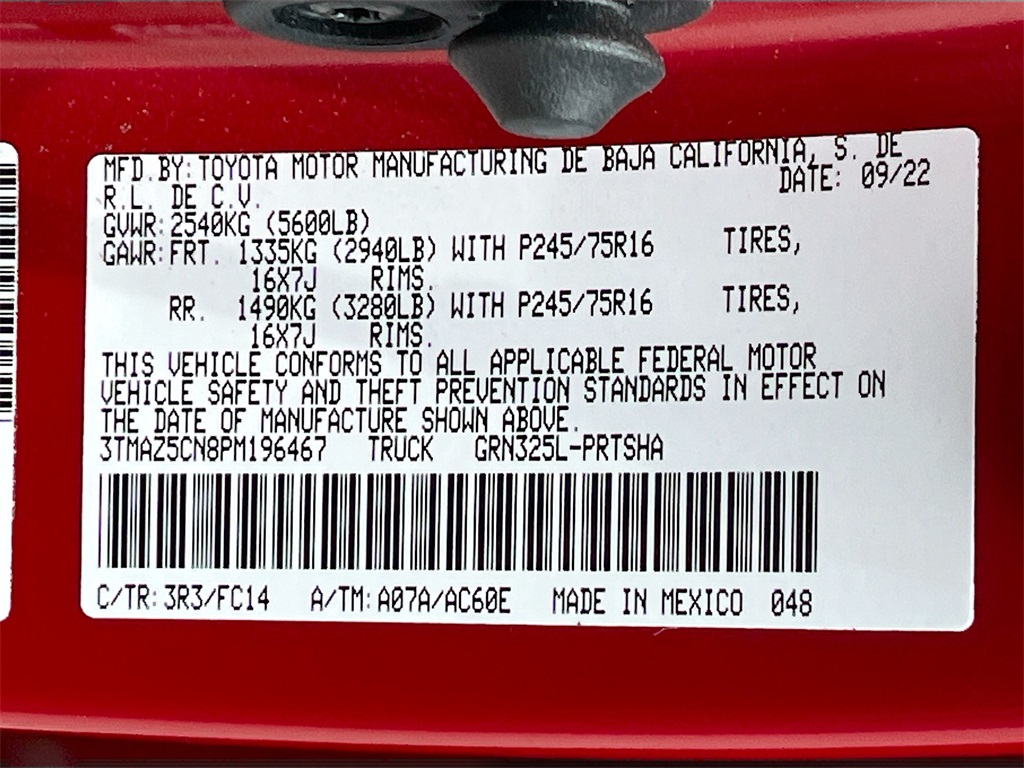 MFD.BY:TOYOTA MOTOR MANUFACTURING DE BAJA CALIFORNIA, S. DE
R.L. DE C.V. DATE: 09/22
GVWR:2540KG (5600LB)
GAWR:FRT. 1335KG (2940LB) WITH P245/75R16 TIRES,
16X7J RIMS.
RR. 1490KG (3280LB) WITH P245/75R16 TIRES,
16X7J RIMS.
THIS VEHICLE CONFORMS TO ALL APPLICABLE FEDERAL MOTOR
VEHICLE SAFETY AND THEFT PREVENTION STANDARDS IN EFFECT ON
THE DATE OF MANUFACTURE SHOWN ABOVE.
3TMAZ5CN8PM196467 TRUCK GRN325L-PRTSHA
C/TR:3R3/FC14 A/TM:A07A/AC60E MADE IN MEXICO 048